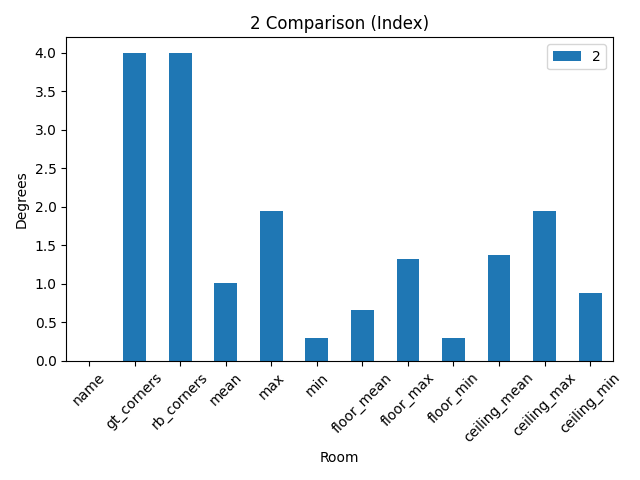 2 Comparison (Index)
2
4.0
3.5
3.0
2.5
2.0
1.5
1.0
0.5
0.0
Degrees
name
gt_corners
rb_corners
mean
max
min
floor_mean
floor_max
floor_min
ceiling_mean
ceiling_max
ceiling_min
Room